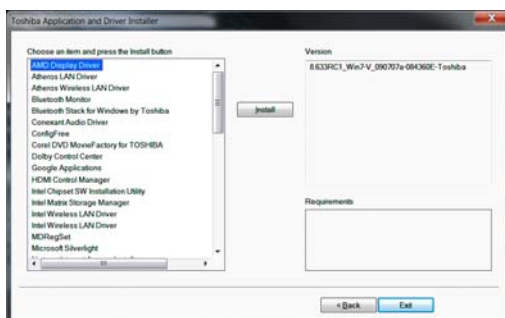 Toshiba Application and Driver Installer
Choose an item and press the Install button
AMD Display Driver
Atheros LAN Driver
Atheros Wireless LAN Driver
Bluetooth Monitor
Bluetooth Stack for Windows by Toshiba
Conexant Audio Driver
ConfigFree
Corel DVD MovieFactory for TOSHIBA
Dolby Control Center
Google Applications
HDMI Control Manager
Intel Chipset SW Installation Utility
Intel Matrix Storage Manager
Intel Wireless LAN Driver
Intel Wireless LAN Driver
MDRegSet
Microsoft Silverlight
Install
Version
8.633RC1_Win7-V_090707a-084360E-Toshiba
Requirements
< Back
Exit